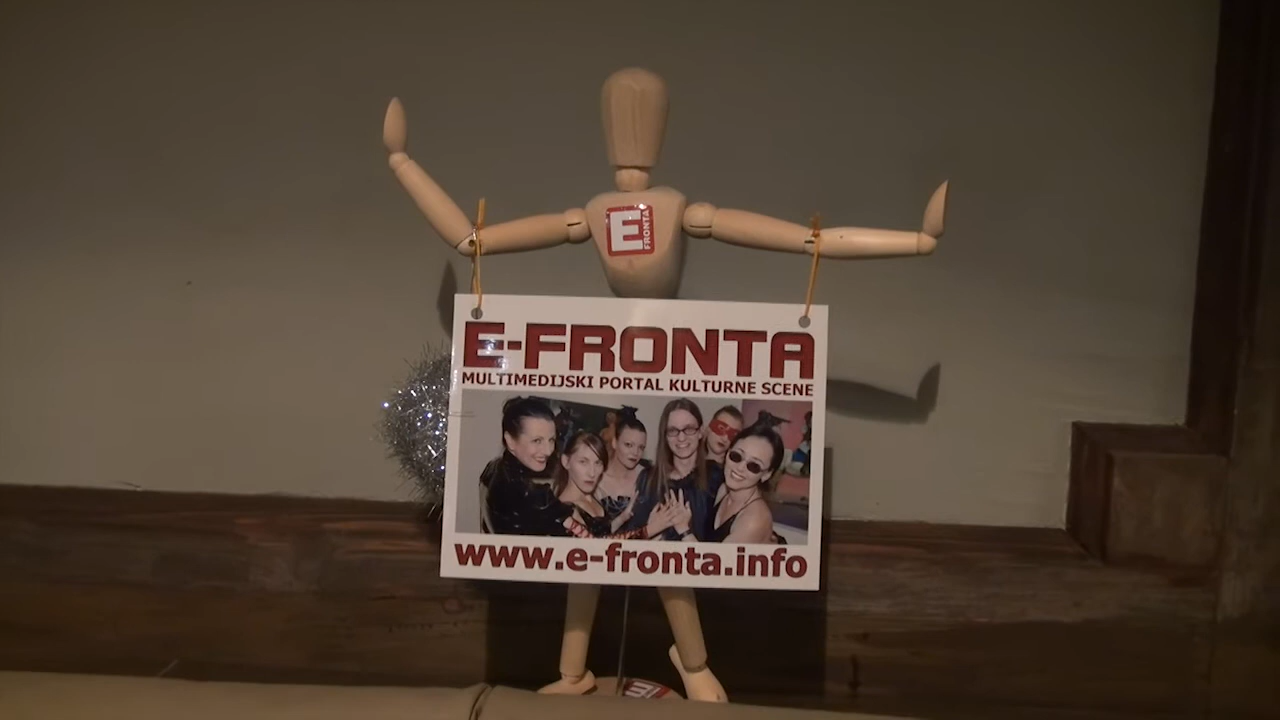 E
FRONTA
E-FRONTA
MULTIMEDIJSKI PORTAL KULTURNE SCENE
www.e-fronta.info
E